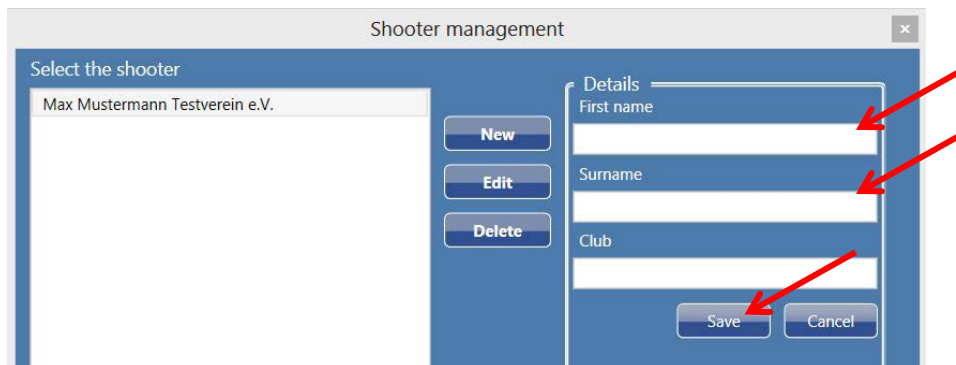 Shooter management
x
Select the shooter
Max Mustermann Testverein e.V.
New
Edit
Delete
Details
First name
Surname
Club
Save
Cancel